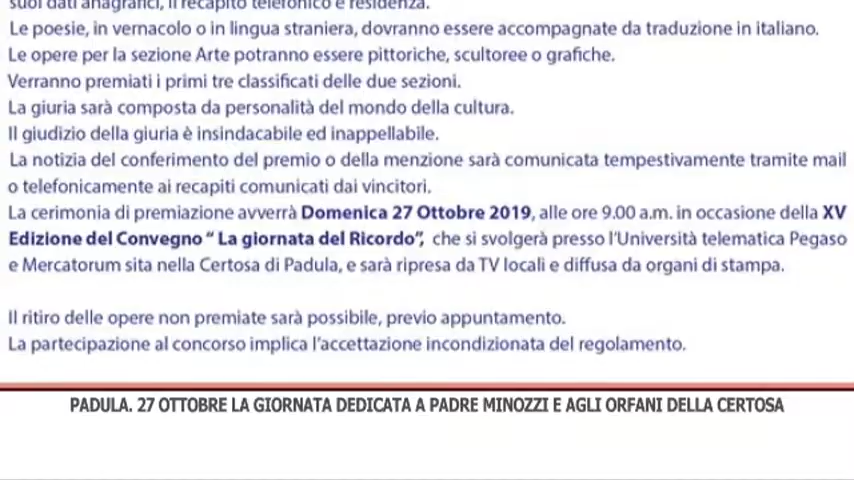 suoi dati anagrafici, il recapito telefonico e residenza.
Le poesie, in vernacolo o in lingua straniera, dovranno essere accompagnate da traduzione in italiano.
Le opere per la sezione Arte potranno essere pittoriche, scultoree o grafiche.
Verranno premiati i primi tre classificati delle due sezioni.
La giuria sarà composta da personalità del mondo della cultura.
Il giudizio della giuria è insindacabile ed inappellabile.
La notizia del conferimento del premio o della menzione sarà comunicata tempestivamente tramite mail
o telefonicamente ai recapiti comunicati dai vincitori.
La cerimonia di premiazione avverrà Domenica 27 Ottobre 2019, alle ore 9.00 a.m. in occasione della XV
Edizione del Convegno “ La giornata del Ricordo”, che si svolgerà presso l’Università telematica Pegaso
e Mercatorum sita nella Certosa di Padula, e sarà ripresa da TV locali e diffusa da organi di stampa.
Il ritiro delle opere non premiate sarà possibile, previo appuntamento.
La partecipazione al concorso implica l’accettazione incondizionata del regolamento.
PADULA. 27 OTTOBRE LA GIORNATA DEDICATA A PADRE MINOZZI E AGLI ORFANI DELLA CERTOSA